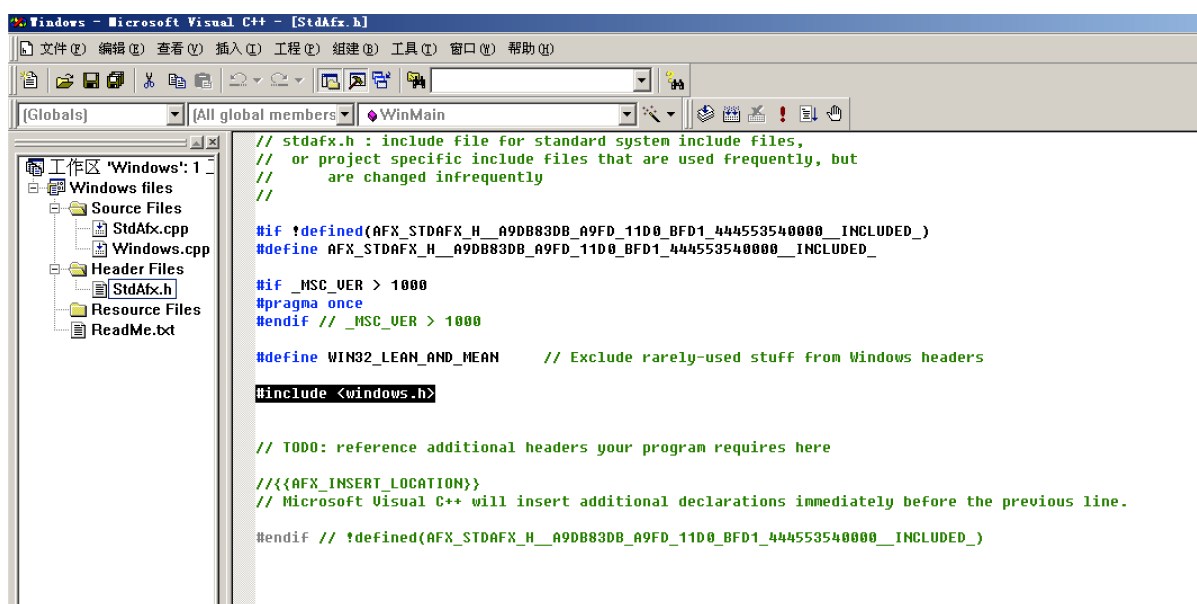 Windows - Microsoft Visual C++ - [StdAfx.h]
文件(F) 编辑(E) 查看(V) 插入(I) 工程(P) 组建(B) 工具(T) 窗口(W) 帮助(H)
(Globals) (All global members WinMain
工作区 'Windows': 1 工
Windows files
Source Files
StdAfx.cpp
Windows.cpp
Header Files
StdAfx.h
Resource Files
ReadMe.txt
// stdafx.h : include file for standard system include files,
// or project specific include files that are used frequently, but
// are changed infrequently
//
#if !defined(AFX_STDAFX_H__A9DB83DB_A9FD_11D0_BFD1_444553540000__INCLUDED_)
#define AFX_STDAFX_H__A9DB83DB_A9FD_11D0_BFD1_444553540000__INCLUDED_
#if _MSC_VER > 1000
#pragma once
#endif // _MSC_VER > 1000
#define WIN32_LEAN_AND_MEAN // Exclude rarely-used stuff from Windows headers
#include <windows.h>
// TODO: reference additional headers your program requires here
//{{AFX_INSERT_LOCATION}}
// Microsoft Visual C++ will insert additional declarations immediately before the previous line.
#endif // !defined(AFX_STDAFX_H__A9DB83DB_A9FD_11D0_BFD1_444553540000__INCLUDED_)